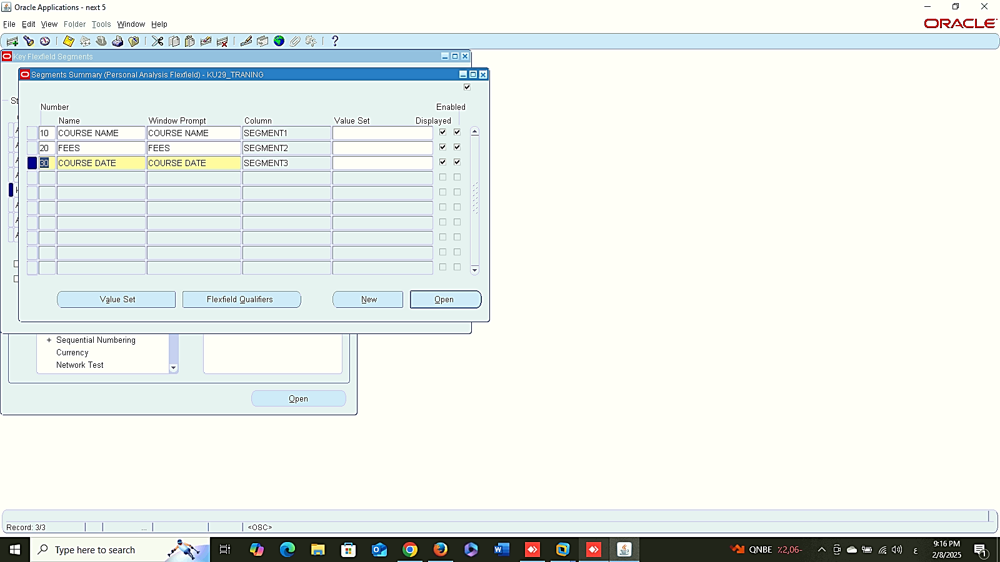 Oracle Applications - next 5
File Edit View Folder Tools Window Help
ORACLE
Key Flexfield Segments
Segments Summary (Personal Analysis Flexfield) - KU29_TRANING
St
Number Enabled
Name Window Prompt Column Value Set Displayed
10 COURSE NAME COURSE NAME SEGMENT1
20 FEES FEES SEGMENT2
30 COURSE DATE COURSE DATE SEGMENT3
Value Set Flexfield Qualifiers New Open
+ Sequential Numbering
Currency
Network Test
Open
Record: 3/3 ... <OSC>
Type here to search
QNBE ٪2,06-
ع
9:16 PM
2/8/2025
1